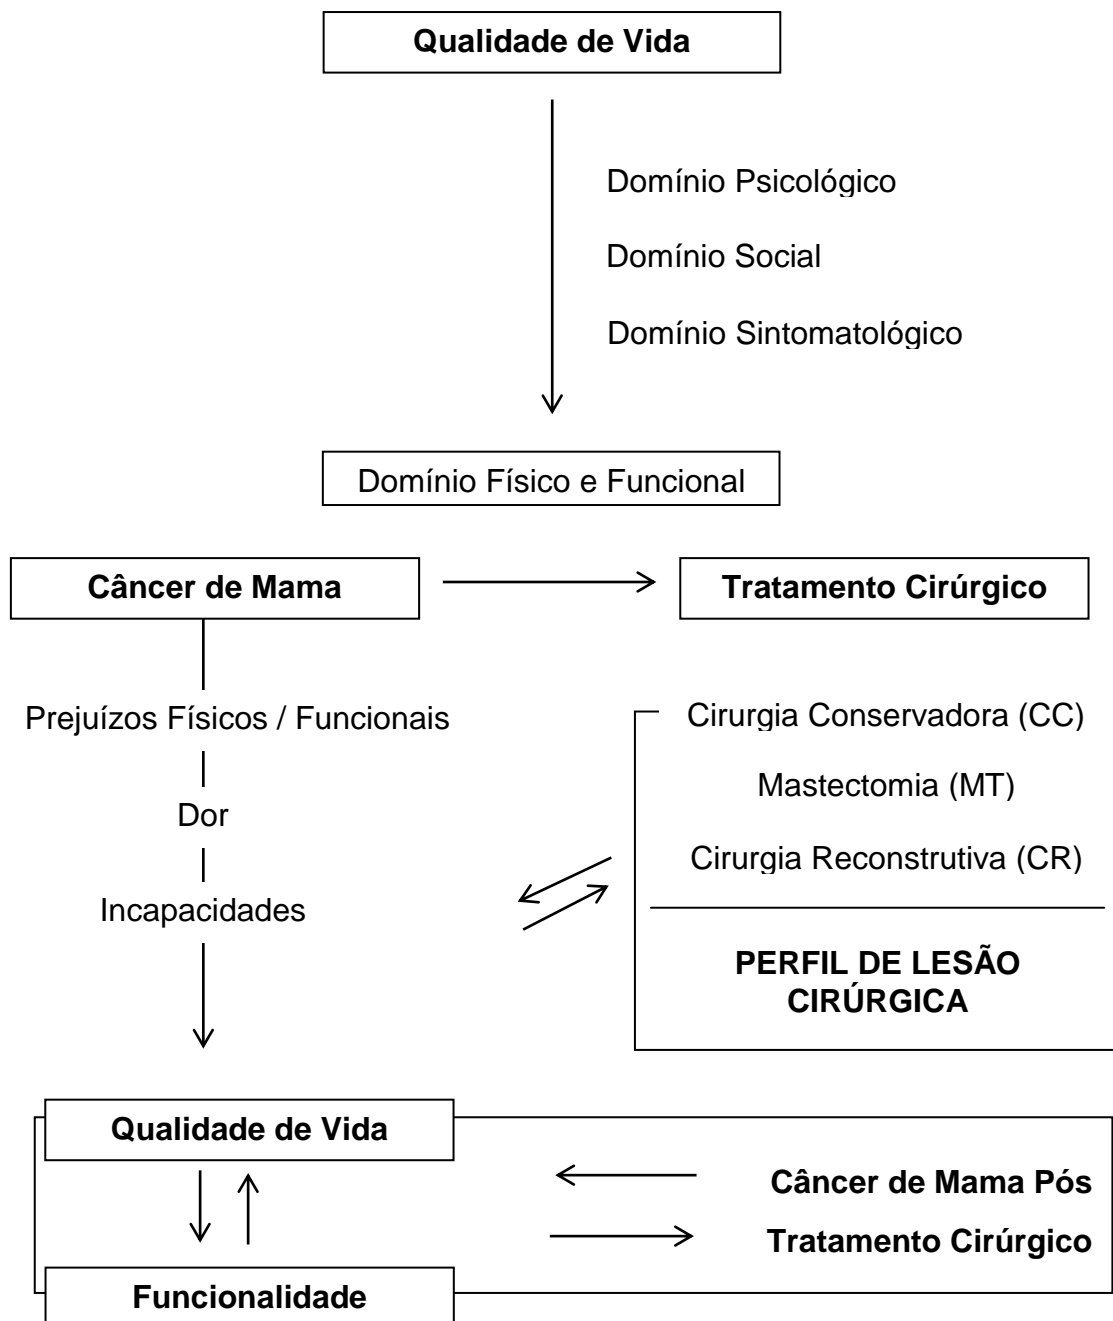 Qualidade de Vida
Domínio Psicológico
Domínio Social
Domínio Sintomatológico
Domínio Físico e Funcional
Câncer de Mama
Tratamento Cirúrgico
Prejuízos Físicos / Funcionais
Dor
Incapacidades
Cirurgia Conservadora (CC)
Mastectomia (MT)
Cirurgia Reconstrutiva (CR)
PERFIL DE LESÃO
CIRÚRGICA
Qualidade de Vida
Funcionalidade
Câncer de Mama Pós
Tratamento Cirúrgico